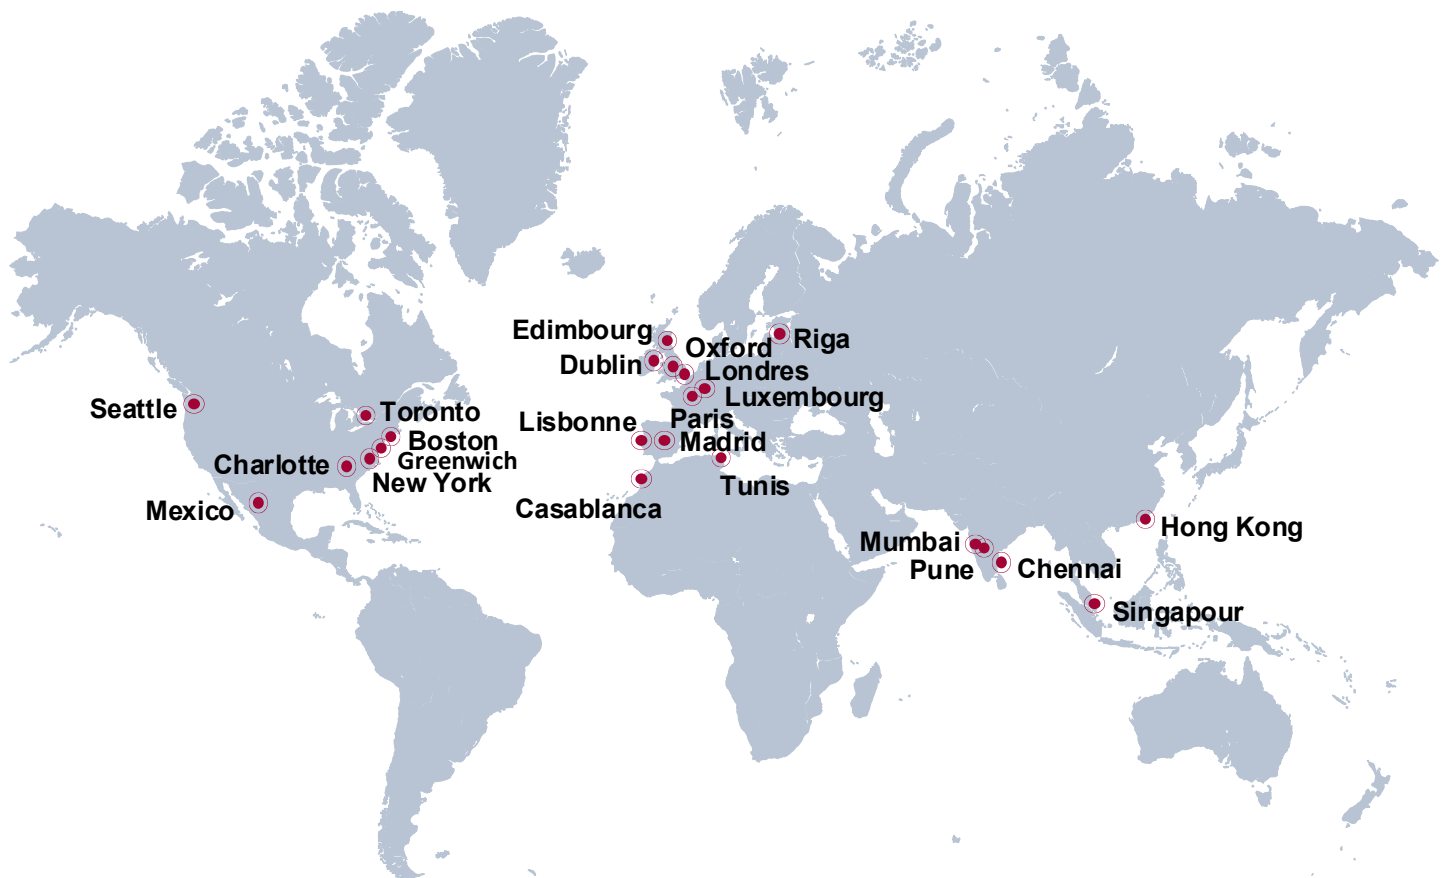 Edimbourg
Riga
Oxford
Dublin
Londres
Luxembourg
Seattle
Toronto
Lisbonne
Paris
Boston
Madrid
Greenwich
Charlotte
New York
Tunis
Mexico
Casablanca
Hong Kong
Mumbai
Pune
Chennai
Singapour